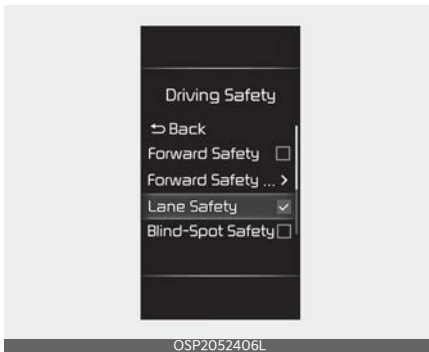 Driving Safety
Back
Forward Safety
Forward Safety ...
Lane Safety
Blind-Spot Safety
OSP2052406L